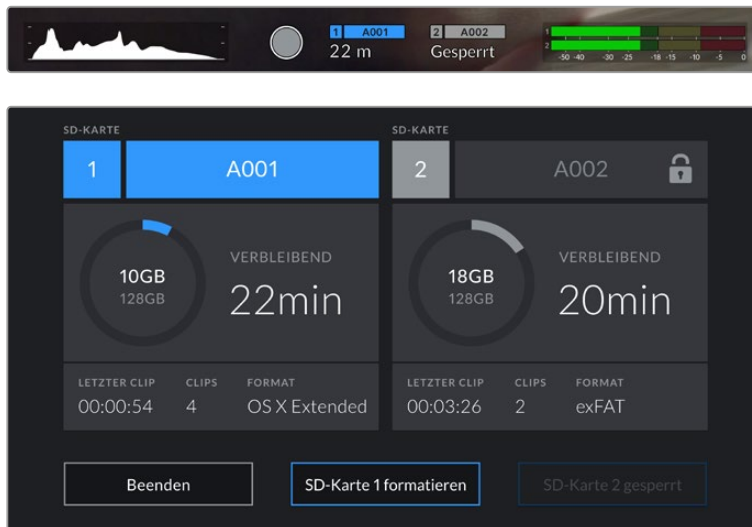 1 A001
22 m
2 A002
Gesperrt
1
2
-50 -40 -30 -25 -18 -15 -10 -5 0
SD-KARTE
1 A001
10GB
128GB
VERBLEIBEND
22min
LETZTER CLIP CLIPS FORMAT
00:00:54 4 OS X Extended
SD-KARTE
2 A002
18GB
128GB
VERBLEIBEND
20min
LETZTER CLIP CLIPS FORMAT
00:03:26 2 exFAT
Beenden
SD-Karte 1 formatieren
SD-Karte 2 gesperrt